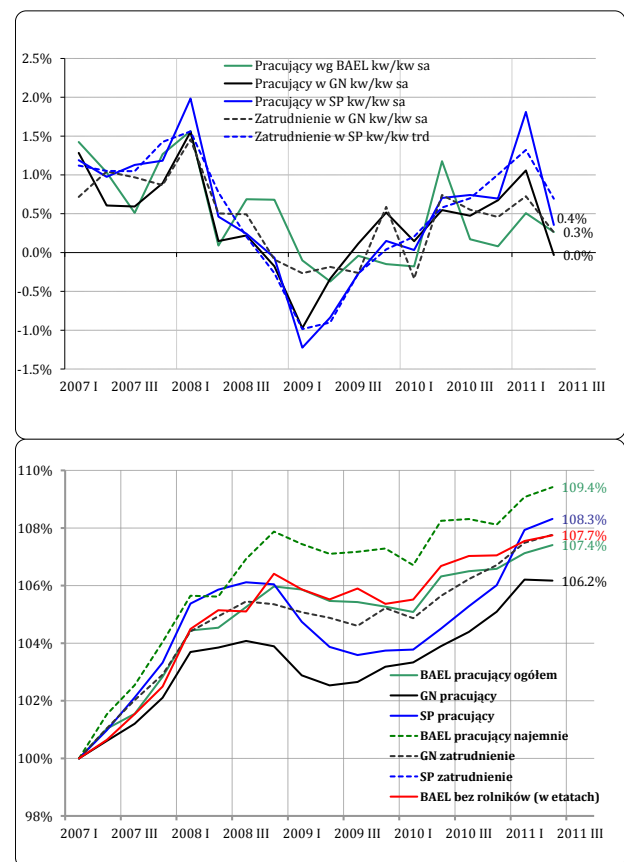 2.5%
2.0%
1.5%
1.0%
0.5%
0.0%
-0.5%
-1.0%
-1.5%
Pracujący wg BAEL kw/kw sa
Pracujący w GN kw/kw sa
Pracujący w SP kw/kw sa
Zatrudnienie w GN kw/kw sa
Zatrudnienie w SP kw/kw trd
0.4%
0.3%
0.0%
2007 I 2007 III 2008 I 2008 III 2009 I 2009 III 2010 I 2010 III 2011 I 2011 III
110%
108%
106%
104%
102%
100%
98%
109.4%
108.3%
107.7%
107.4%
106.2%
BAEL pracujący ogółem
GN pracujący
SP pracujący
BAEL pracujący najemnie
GN zatrudnienie
SP zatrudnienie
BAEL bez rolników (w etatach)
2007 I 2007 III 2008 I 2008 III 2009 I 2009 III 2010 I 2010 III 2011 I 2011 III